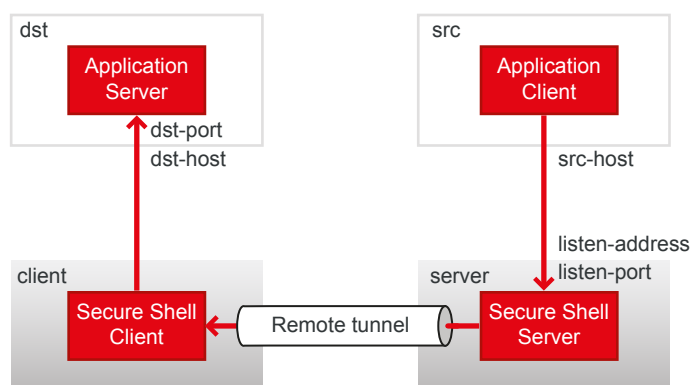 dst
Application
Server
dst-port
dst-host
src
Application
Client
src-host
listen-address
listen-port
client
Secure Shell
Client
Remote tunnel
server
Secure Shell
Server